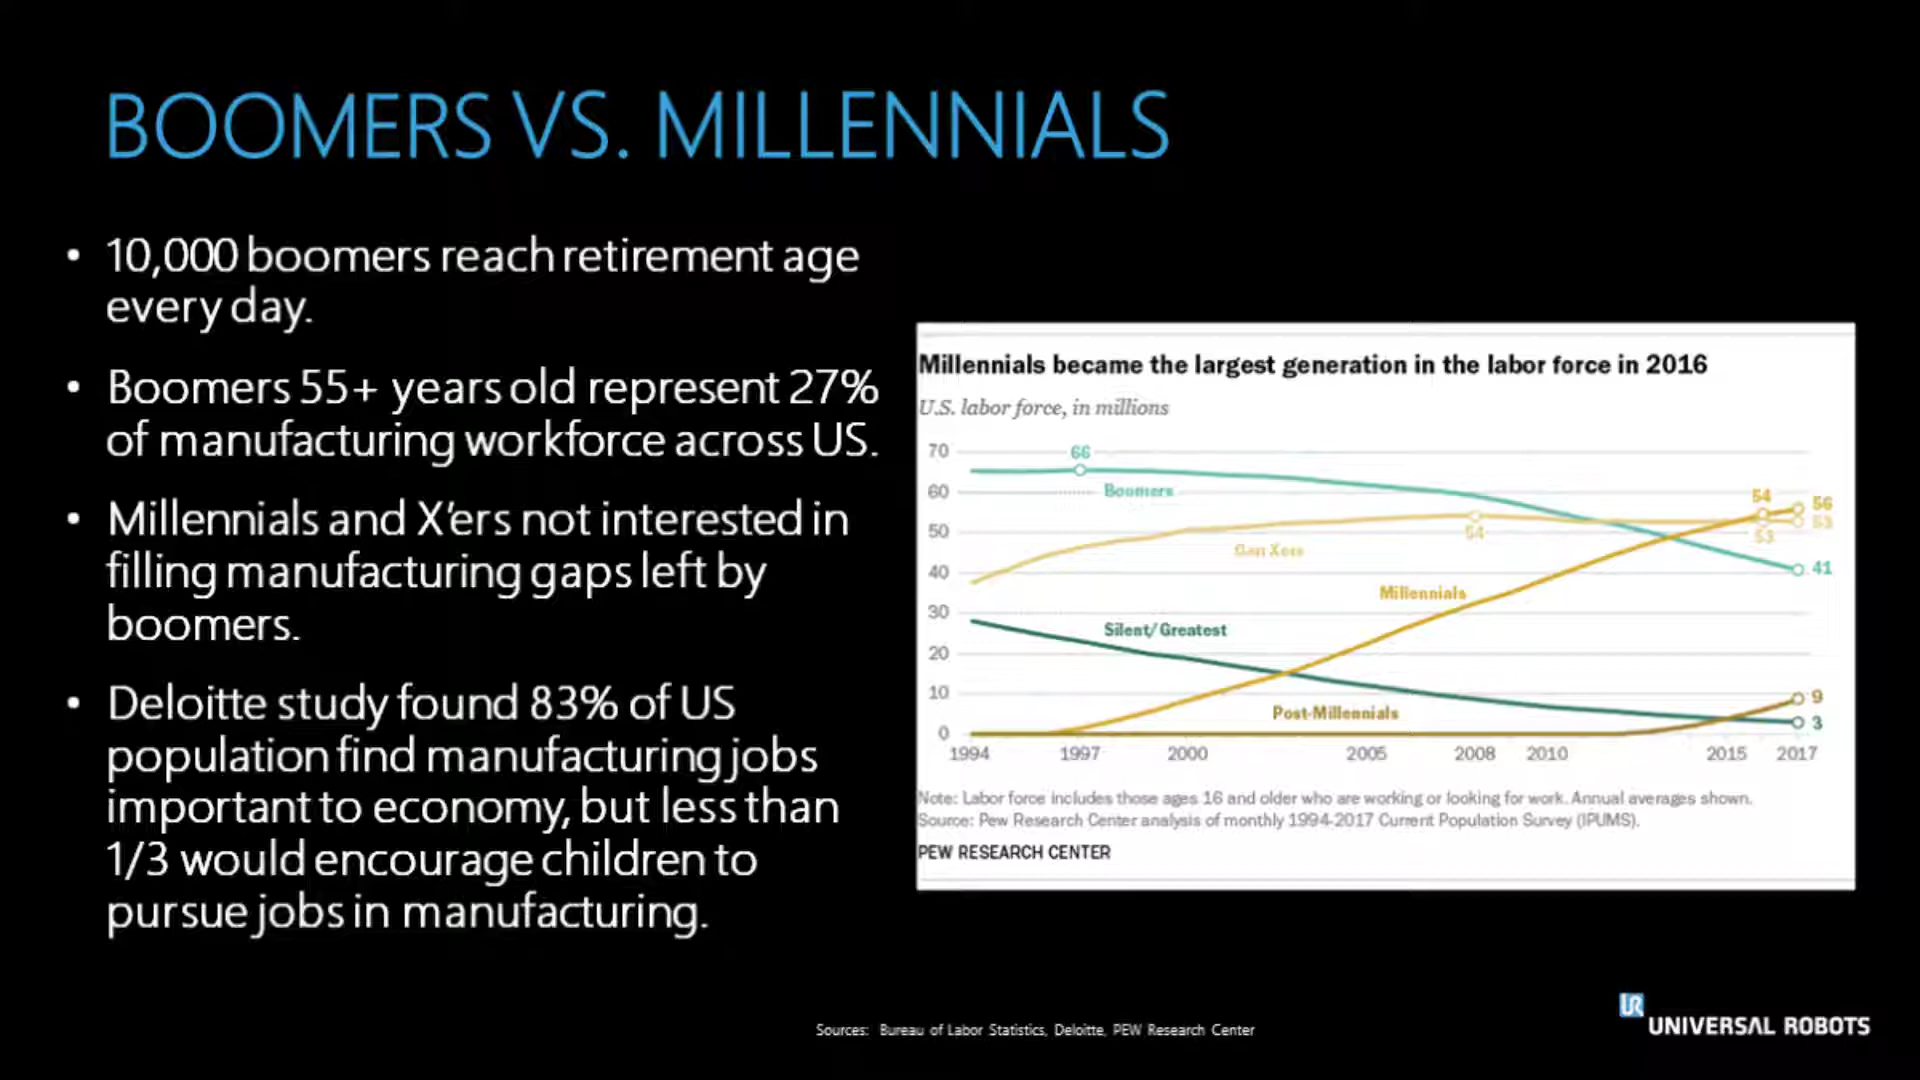 BOOMERS VS. MILLENNIALS
• 10,000 boomers reach retirement age
every day.
• Boomers 55+ years old represent 27%
of manufacturing workforce across US.
• Millennials and X'ers not interested in
filling manufacturing gaps left by
boomers.
• Deloitte study found 83% of US
population find manufacturing jobs
important to economy, but less than
1/3 would encourage children to
pursue jobs in manufacturing.
Millennials became the largest generation in the labor force in 2016
U.S. labor force, in millions
70
66
60
Boomers
54
56
50
54
53
53
Gen Xers
40
41
Millennials
30
Silent/Greatest
20
10
9
Post-Millennials
0
3
1994 1997 2000 2005 2008 2010 2015 2017
Note: Labor force includes those ages 16 and older who are working or looking for work. Annual averages shown.
Source: Pew Research Center analysis of monthly 1994-2017 Current Population Survey (IPUMS).
PEW RESEARCH CENTER
Sources: Bureau of Labor Statistics, Deloitte, PEW Research Center
UR
UNIVERSAL ROBOTS